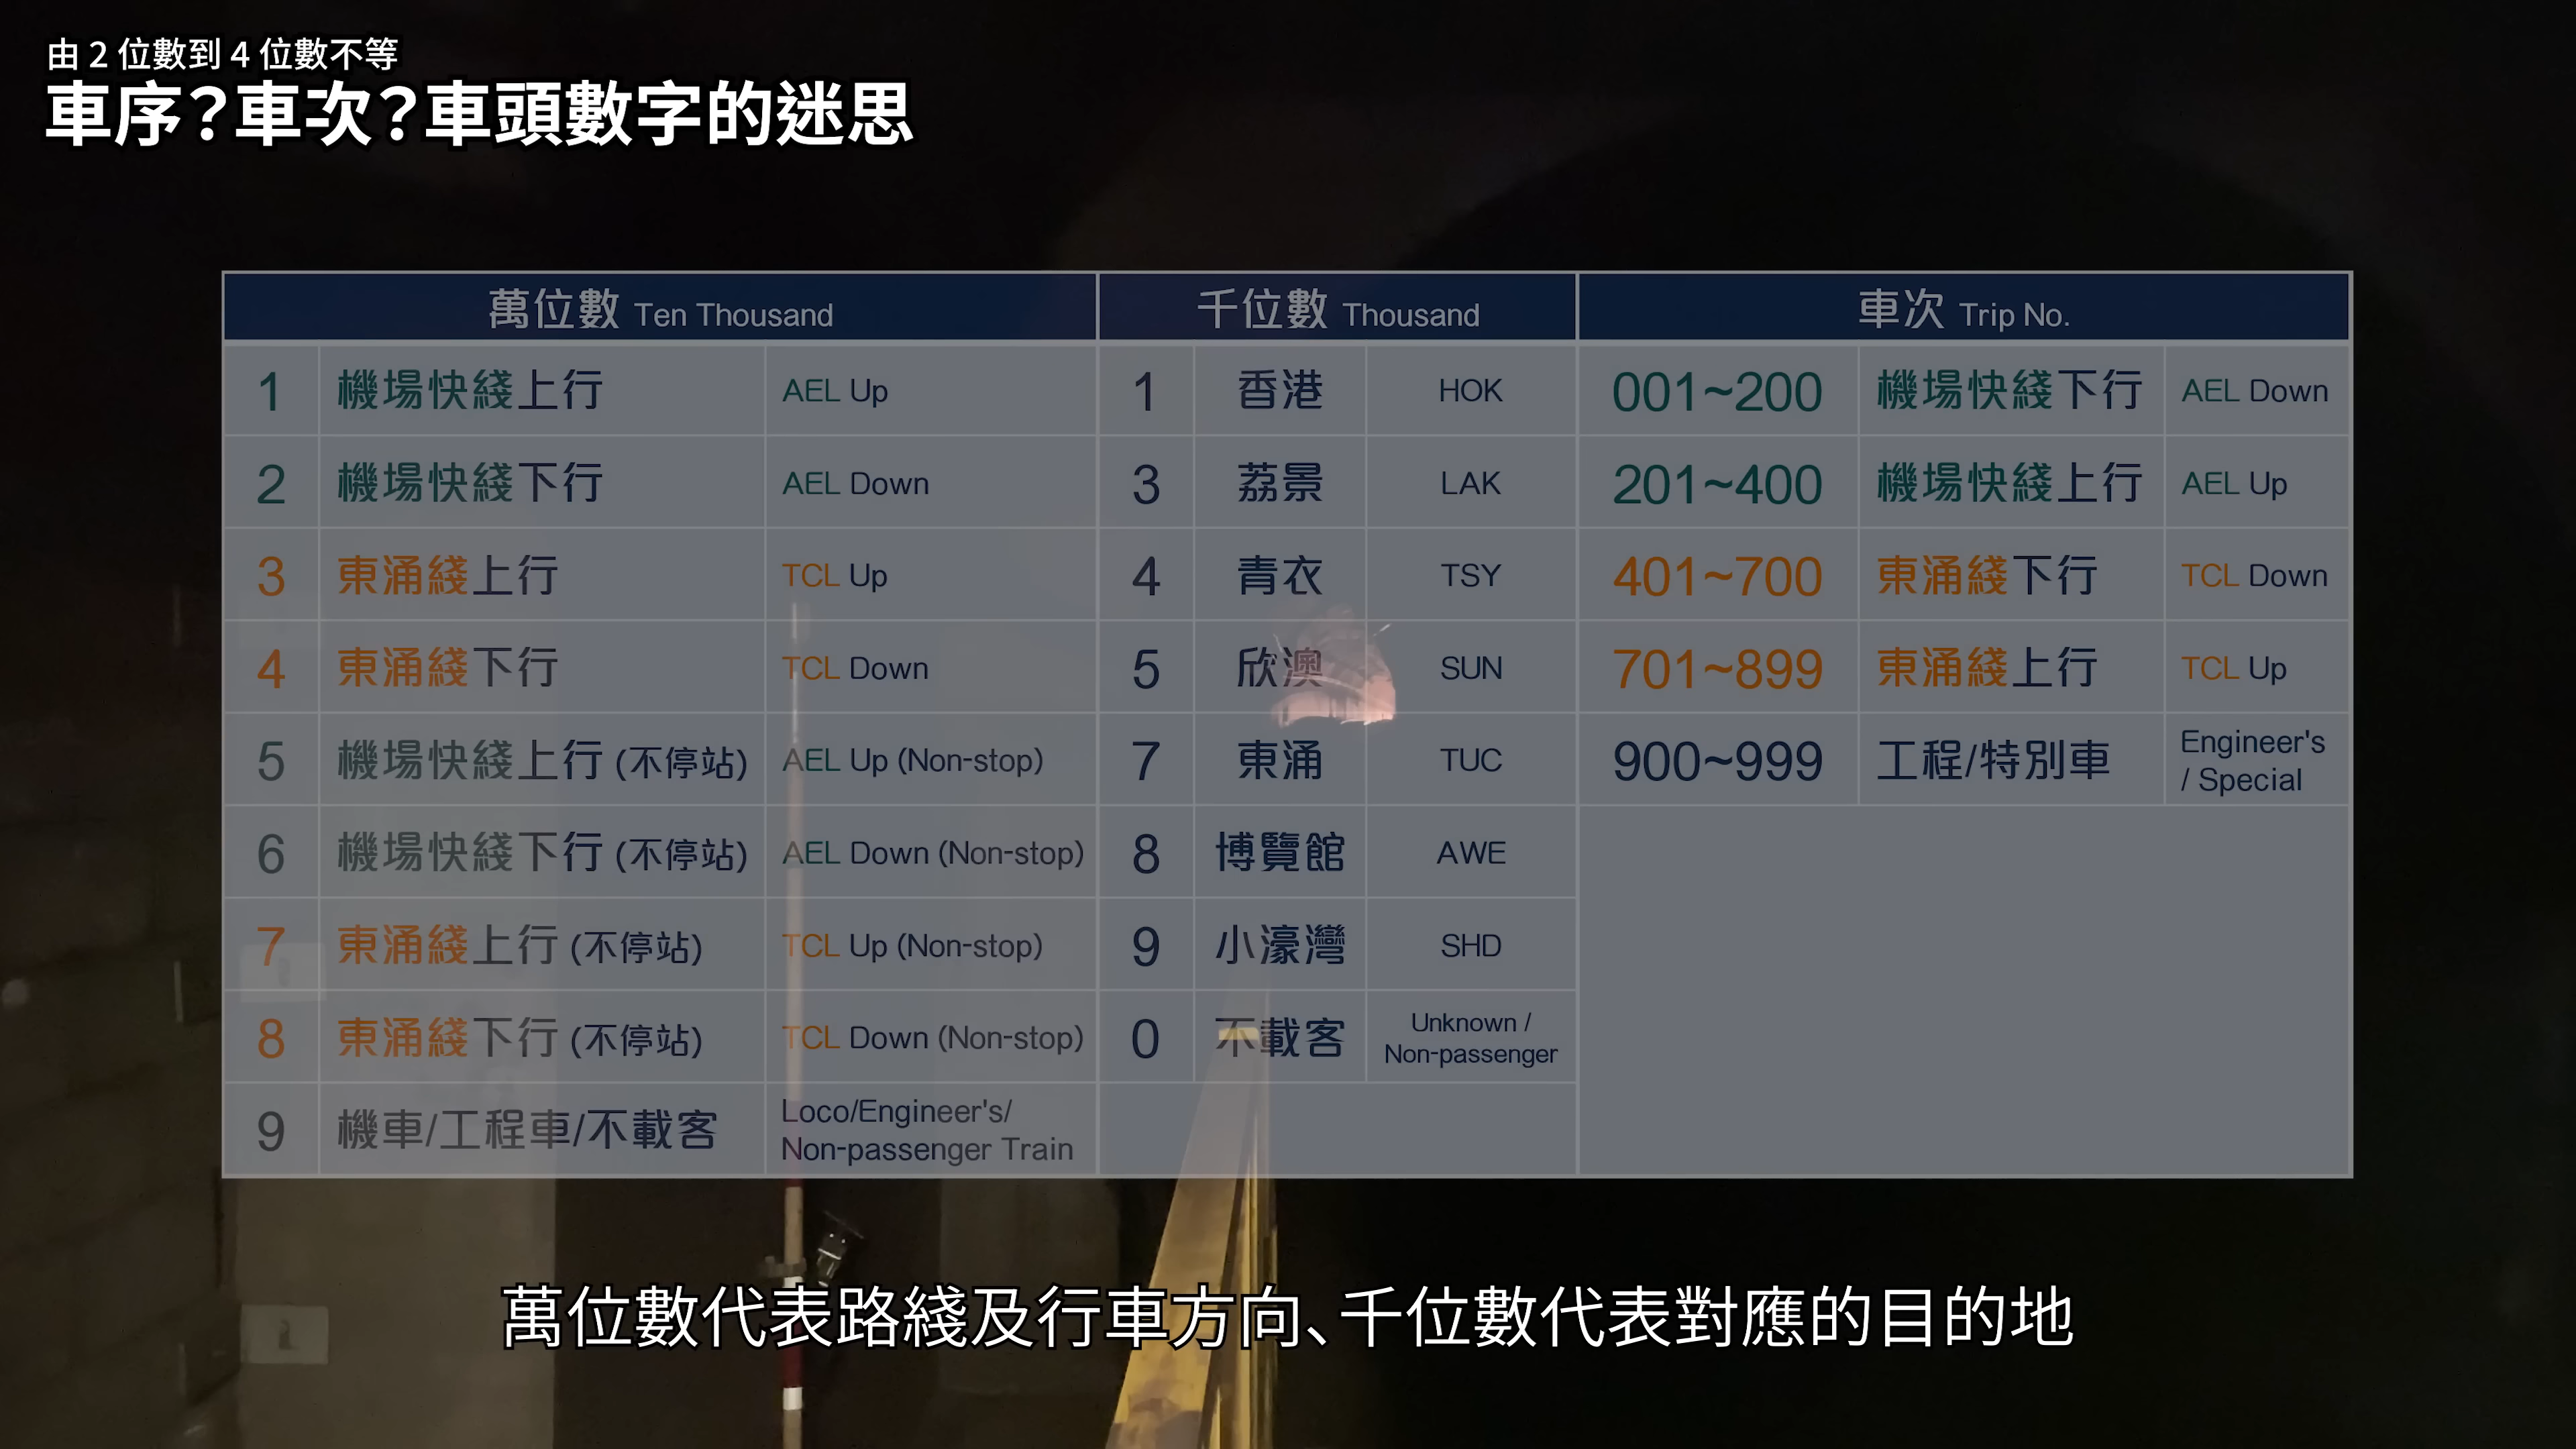 由 2 位數到 4 位數不等
車序？車次？車頭數字的迷思
萬位數 Ten Thousand 千位數 Thousand 車次 Trip No.
1 機場快綫上行 AEL Up 1 香港 HOK 001~200 機場快綫下行 AEL Down
2 機場快綫下行 AEL Down 3 荔景 LAK 201~400 機場快綫上行 AEL Up
3 東涌綫上行 TCL Up 4 青衣 TSY 401~700 東涌綫下行 TCL Down
4 東涌綫下行 TCL Down 5 欣澳 SUN 701~899 東涌綫上行 TCL Up
5 機場快綫上行 (不停站) AEL Up (Non-stop) 7 東涌 TUC 900~999 工程/特別車 Engineer's / Special
6 機場快綫下行 (不停站) AEL Down (Non-stop) 8 博覽館 AWE
7 東涌綫上行 (不停站) TCL Up (Non-stop) 9 小濠灣 SHD
8 東涌綫下行 (不停站) TCL Down (Non-stop) 0 不載客 Unknown / Non-passenger
9 機車/工程車/不載客 Loco/Engineer's/ Non-passenger Train
萬位數代表路綫及行車方向、千位數代表對應的目的地